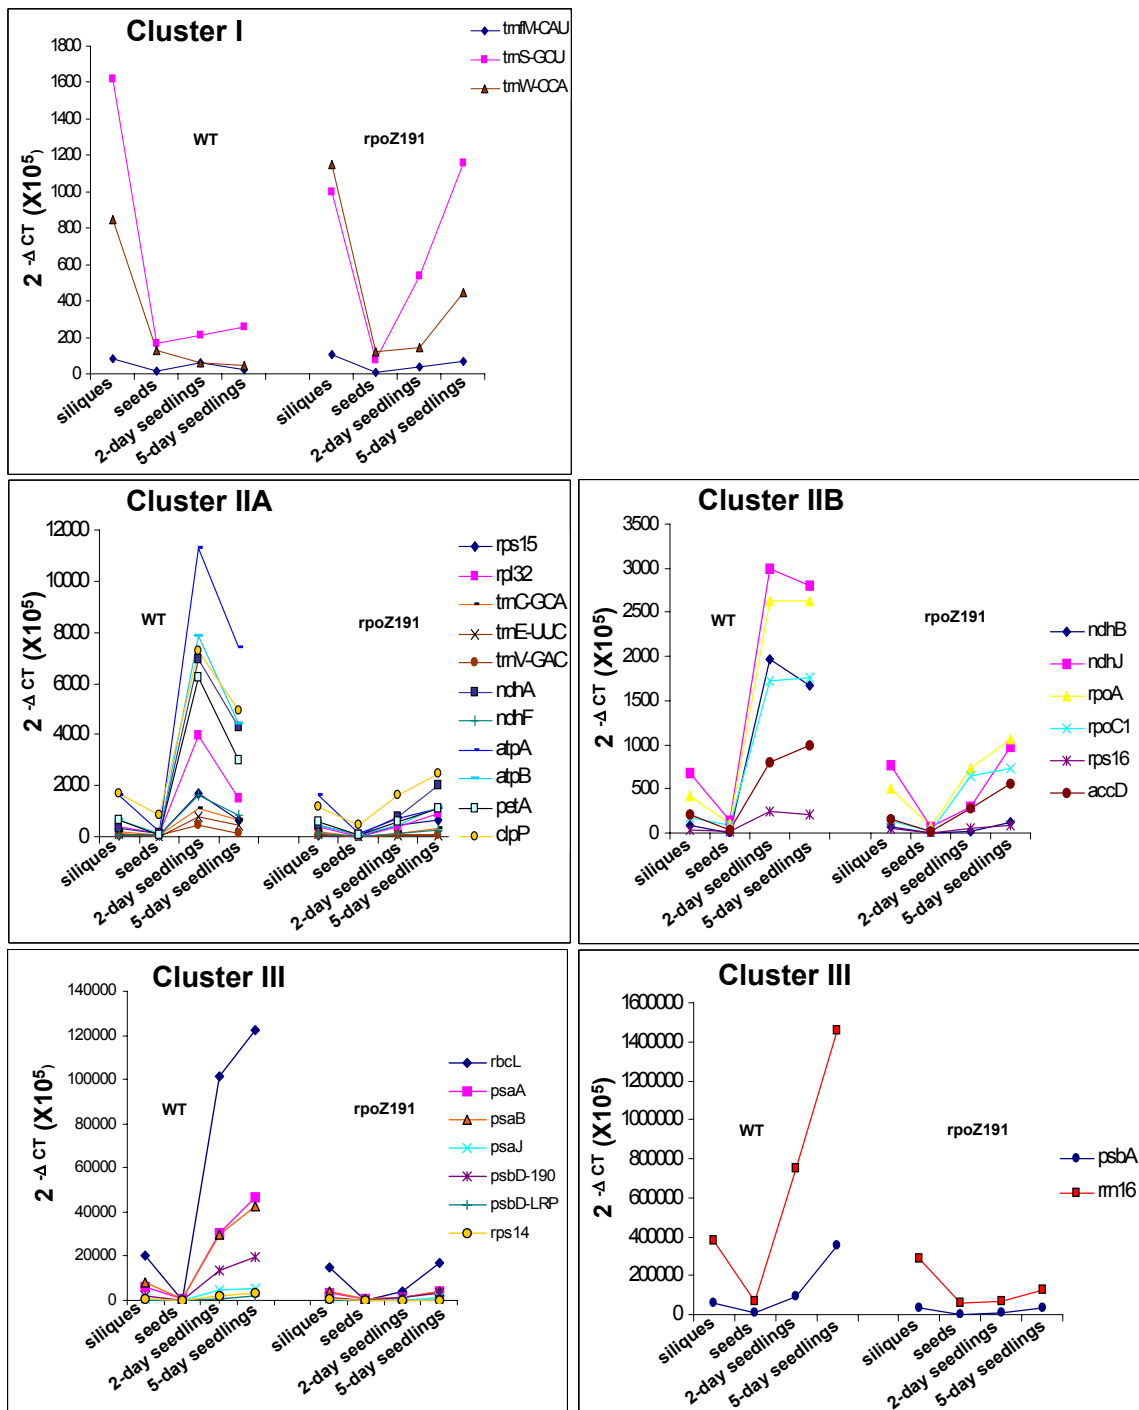 Cluster I
trnfM-CAU
trnS-GCU
trnW-CCA
1800
1600
1400
1200
1000
800
600
400
200
0
2 -Δ CT (X10⁵)
WT
rpoZ191
siliques
seeds
2-day seedlings
5-day seedlings
siliques
seeds
2-day seedlings
5-day seedlings
Cluster IIA
12000
10000
8000
6000
4000
2000
0
2 -Δ CT (X10⁵)
WT
rpoZ191
rps15
rpl32
trnC-GCA
trnE-UUC
trnV-GAC
ndhA
ndhF
atpA
atpB
petA
clpP
siliques
seeds
2-day seedlings
5-day seedlings
siliques
seeds
2-day seedlings
5-day seedlings
Cluster IIB
3500
3000
2500
2000
1500
1000
500
0
2 -Δ CT (X10⁵)
WT
rpoZ191
ndhB
ndhJ
rpoA
rpoC1
rps16
accD
siliques
seeds
2-day seedlings
5-day seedlings
siliques
seeds
2-day seedlings
5-day seedlings
Cluster III
140000
120000
100000
80000
60000
40000
20000
0
2 -Δ CT (X10⁵)
WT
rpoZ191
rbcL
psaA
psaB
psaJ
psbD-190
psbD-LRP
rps14
siliques
seeds
2-day seedlings
5-day seedlings
siliques
seeds
2-day seedlings
5-day seedlings
Cluster III
1600000
1400000
1200000
1000000
800000
600000
400000
200000
0
2 -Δ CT (X10⁵)
WT
rpoZ191
psbA
rrn16
siliques
seeds
2-day seedlings
5-day seedlings
siliques
seeds
2-day seedlings
5-day seedlings